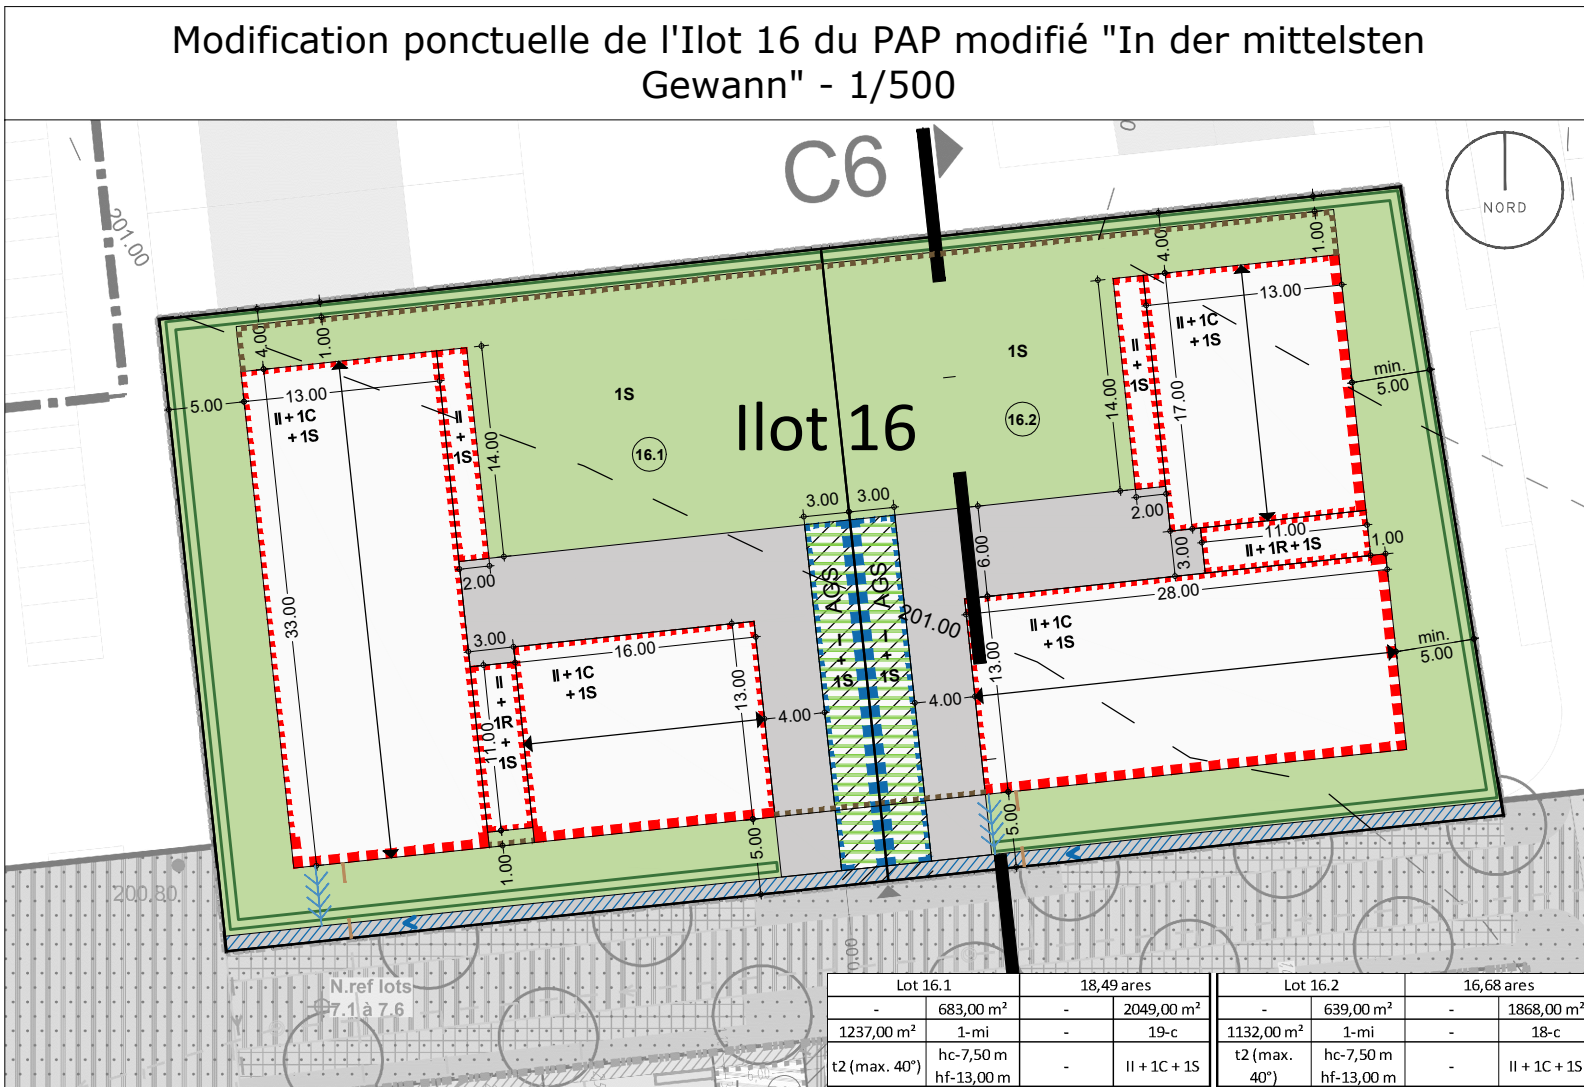 Modification ponctuelle de l'Ilot 16 du PAP modifié "In der mittelsten
Gewann" - 1/500
C6
NORD
201.00
4.00
1.00
5.00
13.00
II + 1C
+ 1S
II
+
1S
14.00
33.00
2.00
3.00
16.00
II + 1C
+ 1S
13.00
II
+
1R
+
1S
11.00
1.00
5.00
4.00
1S
16.1
Ilot 16
1S
16.2
3.00
3.00
AGS
I
+
1S
AGS
I
+
1S
201.00
4.00
6.00
13.00
5.00
28.00
II + 1C
+ 1S
4.00
1.00
13.00
II + 1C
+ 1S
II
+
1S
14.00
17.00
2.00
3.00
11.00
II + 1R + 1S
1.00
min.
5.00
min.
5.00
200.80
N.ref lots
7.1 à 7.6
Lot 16.1 18,49 ares
- 683,00 m² - 2049,00 m²
1237,00 m² 1-mi - 19-c
t2 (max. 40°) hc-7,50 m
hf-13,00 m - II + 1C + 1S
Lot 16.2 16,68 ares
- 639,00 m² - 1868,00 m²
1132,00 m² 1-mi - 18-c
t2 (max.
40°) hc-7,50 m
hf-13,00 m - II + 1C + 1S